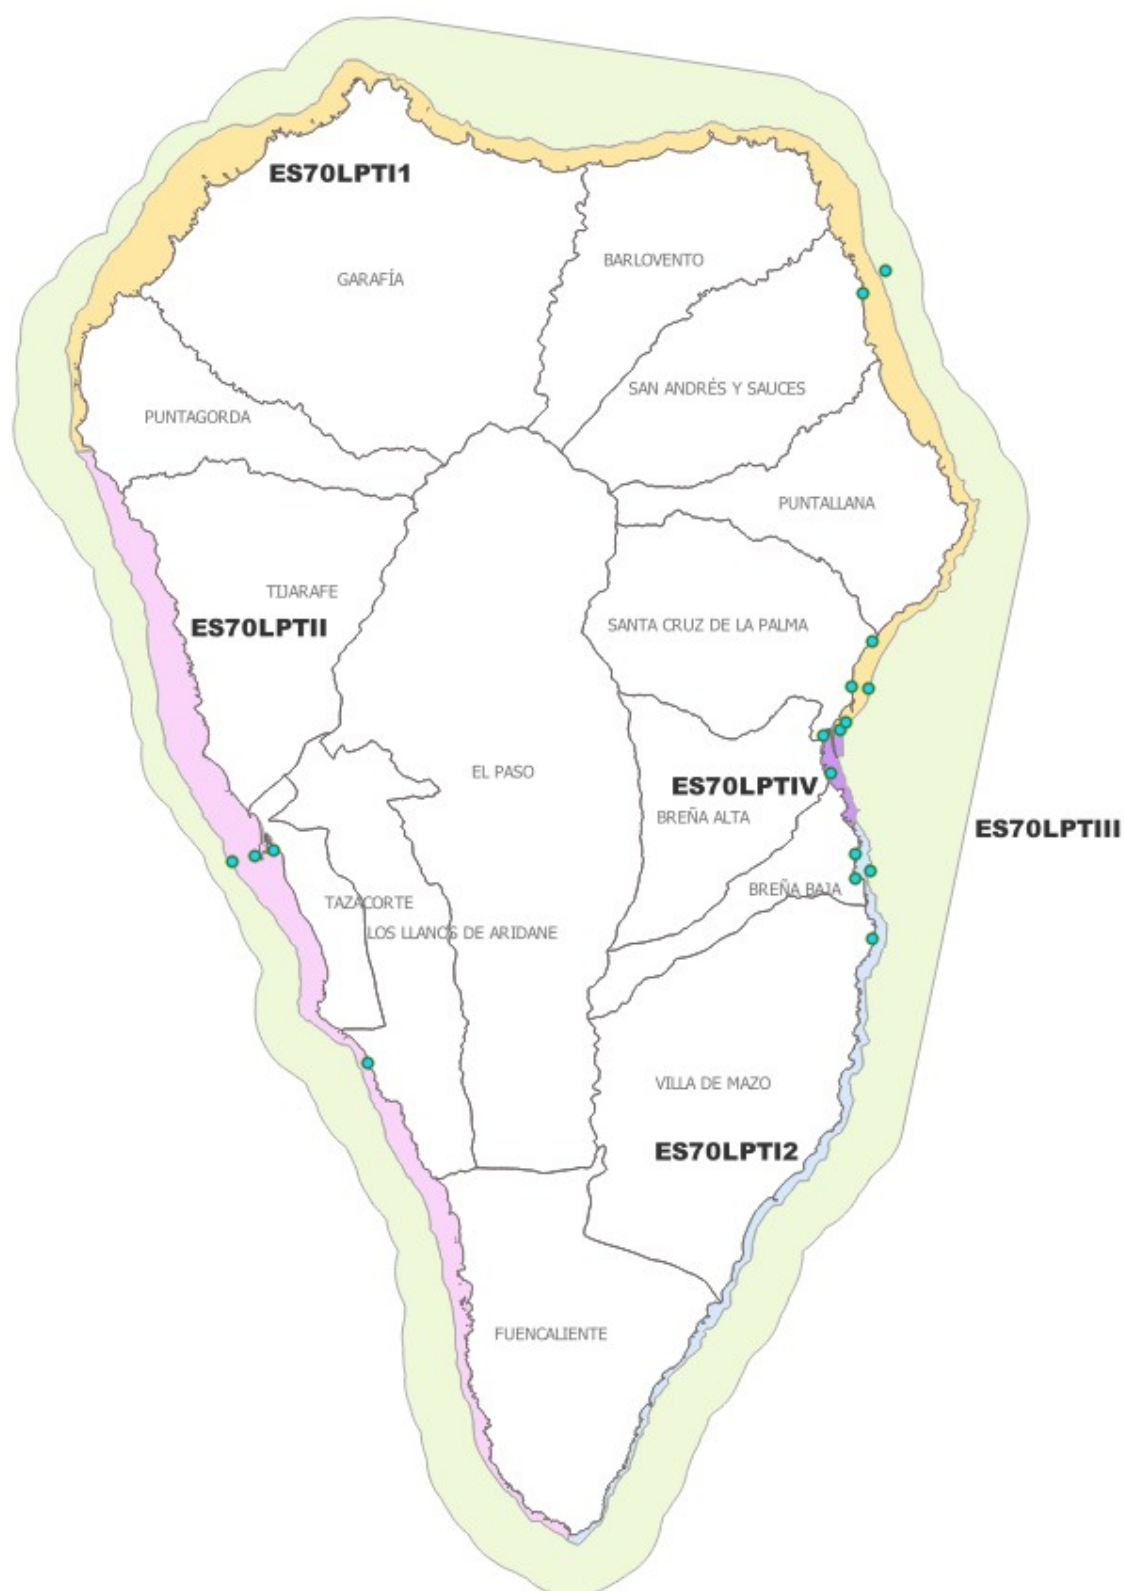 ES70LPTI1
BARLOVENTO
GARAFÍA
SAN ANDRÉS Y SAUCES
PUNTAGORDA
PUNTALLANA
TIJARAFE
ES70LPTII
SANTA CRUZ DE LA PALMA
EL PASO
ES70LPTIV
BREÑA ALTA
ES70LPTIII
BREÑA BAJA
TAZACORTE
LOS LLANOS DE ARIDANE
VILLA DE MAZO
ES70LPTI2
FUENCALIENTE